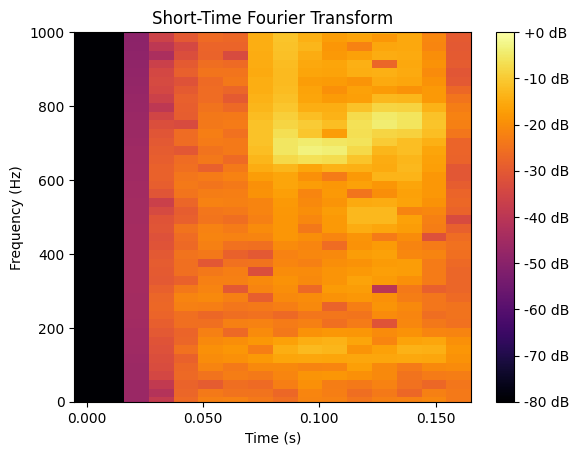 Short-Time Fourier Transform
1000
800
600
400
200
0
Frequency (Hz)
0.000
0.050
0.100
0.150
Time (s)
+0 dB
-10 dB
-20 dB
-30 dB
-40 dB
-50 dB
-60 dB
-70 dB
-80 dB